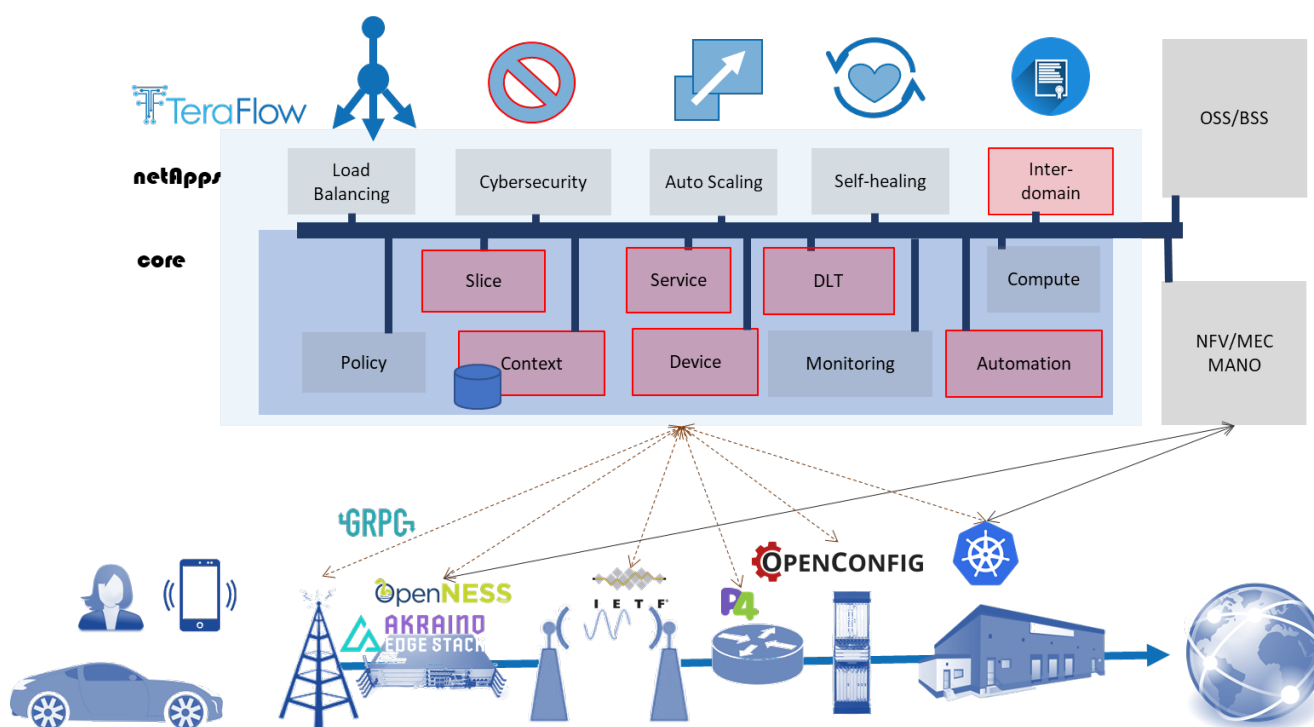 TeraFlow
OSS/BSS
netApps
Load
Balancing
Cybersecurity
Auto Scaling
Self-healing
Inter-
domain
core
Slice
Service
DLT
Compute
Policy
Context
Device
Monitoring
Automation
NFV/MEC
MANO
GRPC
OPENCONFIG
OpenNESS
IETF®
P4
AKRAINO
EDGE STACK